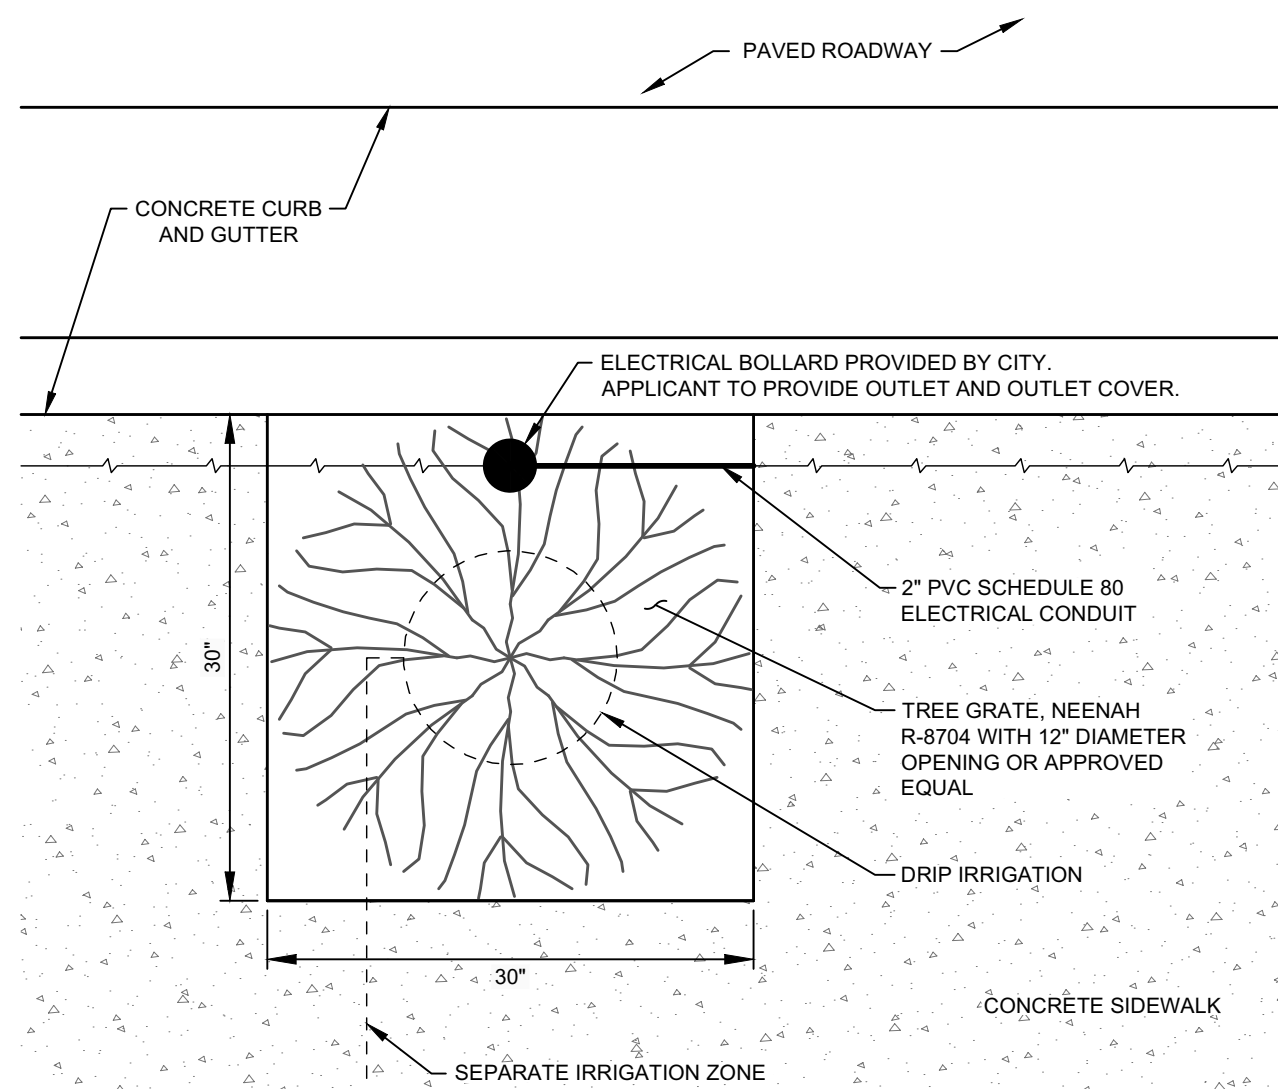 PAVED ROADWAY
CONCRETE CURB
AND GUTTER
ELECTRICAL BOLLARD PROVIDED BY CITY.
APPLICANT TO PROVIDE OUTLET AND OUTLET COVER.
2" PVC SCHEDULE 80
ELECTRICAL CONDUIT
30"
TREE GRATE, NEENAH
R-8704 WITH 12" DIAMETER
OPENING OR APPROVED
EQUAL
DRIP IRRIGATION
30"
CONCRETE SIDEWALK
SEPARATE IRRIGATION ZONE